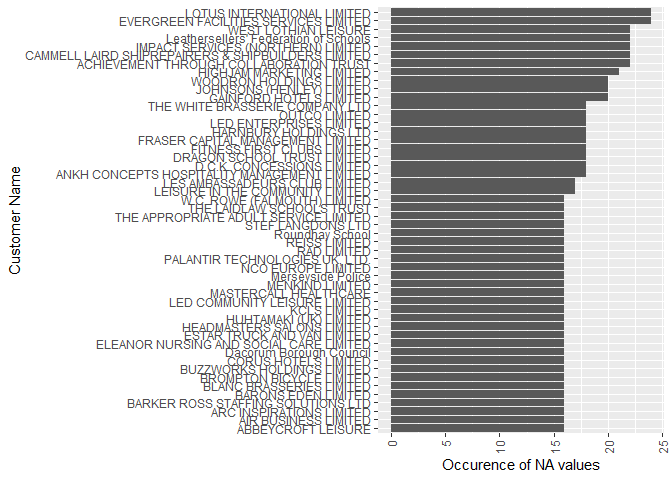 LOTUS INTERNATIONAL LIMITED
EVERGREEN FACILITIES SERVICES LIMITED
WEST LOTHIAN LEISURE
Leathersellers' Federation of Schools
IMPACT SERVICES (NORTHERN) LIMITED
CAMMELL LAIRD SHIPREPAIRERS & SHIPBUILDERS LIMITED
ACHIEVEMENT THROUGH COLLABORATION TRUST
HIGHJAM MARKETING LIMITED
WOODRON HOLDINGS LIMITED
JOHNSONS (HENLEY) LIMITED
GAINFORD HOTELS LIMITED
THE WHITE BRASSERIE COMPANY LTD
OUTCO LIMITED
LED ENTERPRISES LIMITED
HARNBURY HOLDINGS LTD
FRASER CAPITAL MANAGEMENT LIMITED
FITNESS FIRST CLUBS LIMITED
DRAGON SCHOOL TRUST LIMITED
D.C.K. CONCESSIONS LIMITED
ANKH CONCEPTS HOSPITALITY MANAGEMENT LIMITED
LES AMBASSADEURS CLUB LIMITED
LEISURE IN THE COMMUNITY LIMITED
W.C. ROWE (FALMOUTH) LIMITED
THE LAIDLAW SCHOOLS TRUST
THE APPROPRIATE ADULT SERVICE LIMITED
STEF LANGDONS LTD
Roundhay School
REISS LIMITED
RAD LIMITED
PALANTIR TECHNOLOGIES UK, LTD.
NCO EUROPE LIMITED
Merseyside Police
MENKIND LIMITED
MASTERCALL HEALTHCARE
LED COMMUNITY LEISURE LIMITED
KCLS LIMITED
HUHTAMAKI (UK) LIMITED
HEADMASTERS SALONS LIMITED
ESTAR TRUCK AND VAN LIMITED
ELEANOR NURSING AND SOCIAL CARE LIMITED
Dacorum Borough Council
CORUS HOTELS LIMITED
BUZZWORKS HOLDINGS LIMITED
BROMPTON BICYCLE LIMITED
BLANC BRASSERIES LIMITED
BARONS EDEN LIMITED
BARKER ROSS STAFFING SOLUTIONS LTD
ARC INSPIRATIONS LIMITED
AIR BUSINESS LIMITED
ABBEYCROFT LEISURE
Customer Name
0
5
10
15
20
25
Occurence of NA values